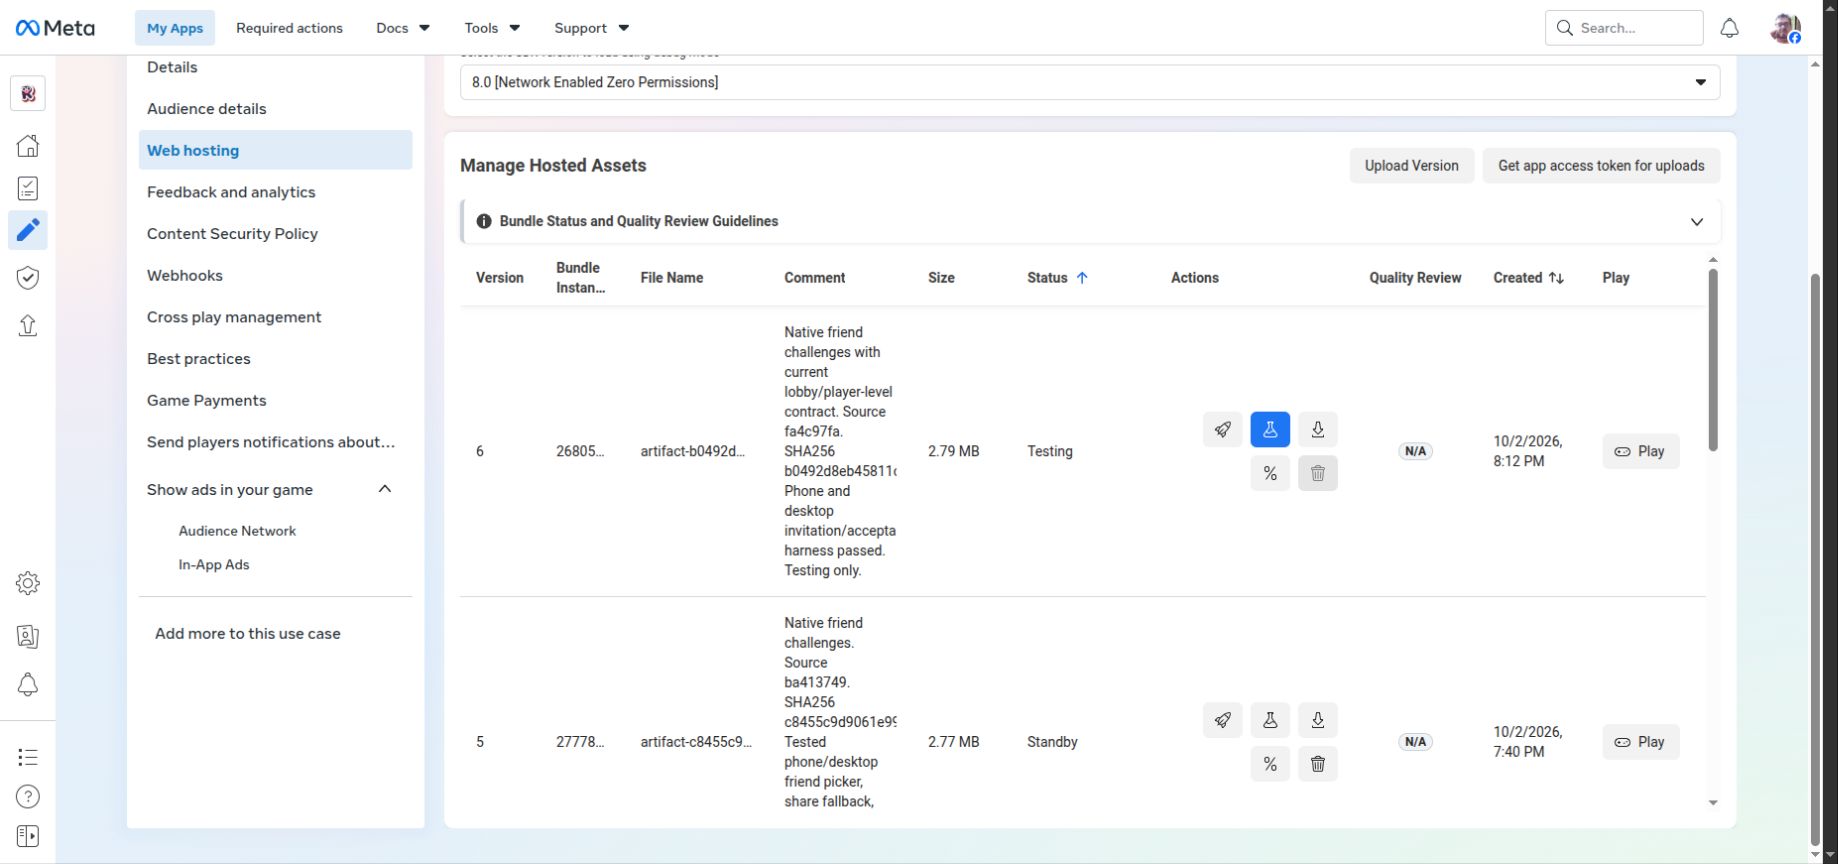 Meta
My Apps
Required actions
Docs
Tools
Support
Search...
Details
Audience details
Web hosting
Feedback and analytics
Content Security Policy
Webhooks
Cross play management
Best practices
Game Payments
Send players notifications about...
Show ads in your game
Audience Network
In-App Ads
Add more to this use case
8.0 [Network Enabled Zero Permissions]
Manage Hosted Assets
Upload Version
Get app access token for uploads
Bundle Status and Quality Review Guidelines
Version
Bundle
Instan...
File Name
Comment
Size
Status
Actions
Quality Review
Created
Play
6
26805...
artifact-b0492d...
Native friend
challenges with
current
lobby/player-level
contract. Source
fa4c97fa.
SHA256
b0492d8eb45811
Phone and
desktop
invitation/accepta
harness passed.
Testing only.
2.79 MB
Testing
%
N/A
10/2/2026,
8:12 PM
Play
5
27778...
artifact-c8455c9...
Native friend
challenges.
Source
ba413749.
SHA256
c8455c9d9061e99
Tested
phone/desktop
friend picker,
share fallback,
2.77 MB
Standby
%
N/A
10/2/2026,
7:40 PM
Play